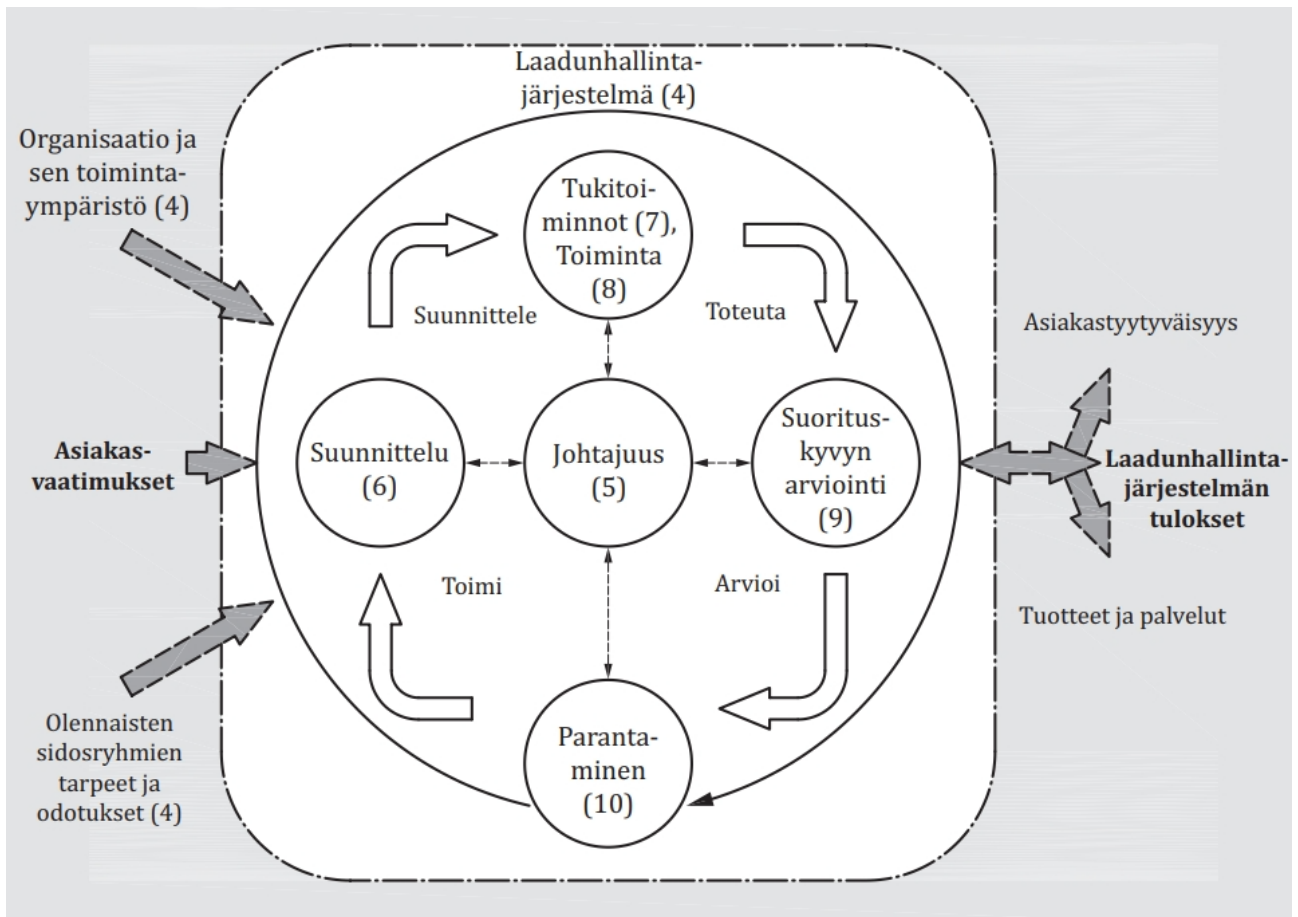 Laadunhallinta-
järjestelmä (4)
Organisaatio ja
sen toiminta-
ympäristö (4)
Tukitoi-
minnot (7),
Toiminta
(8)
Suunnittele
Toteuta
Asiakastyytyväisyys
Asiakas-
vaatimukset
Suunnittelu
(6)
Johtajuus
(5)
Suoritus-
kyvyn
arviointi
(9)
Laadunhallinta-
järjestelmän
tulokset
Toimi
Arvioi
Tuotteet ja palvelut
Olennaisten
sidosryhmien
tarpeet ja
odotukset (4)
Paranta-
minen
(10)